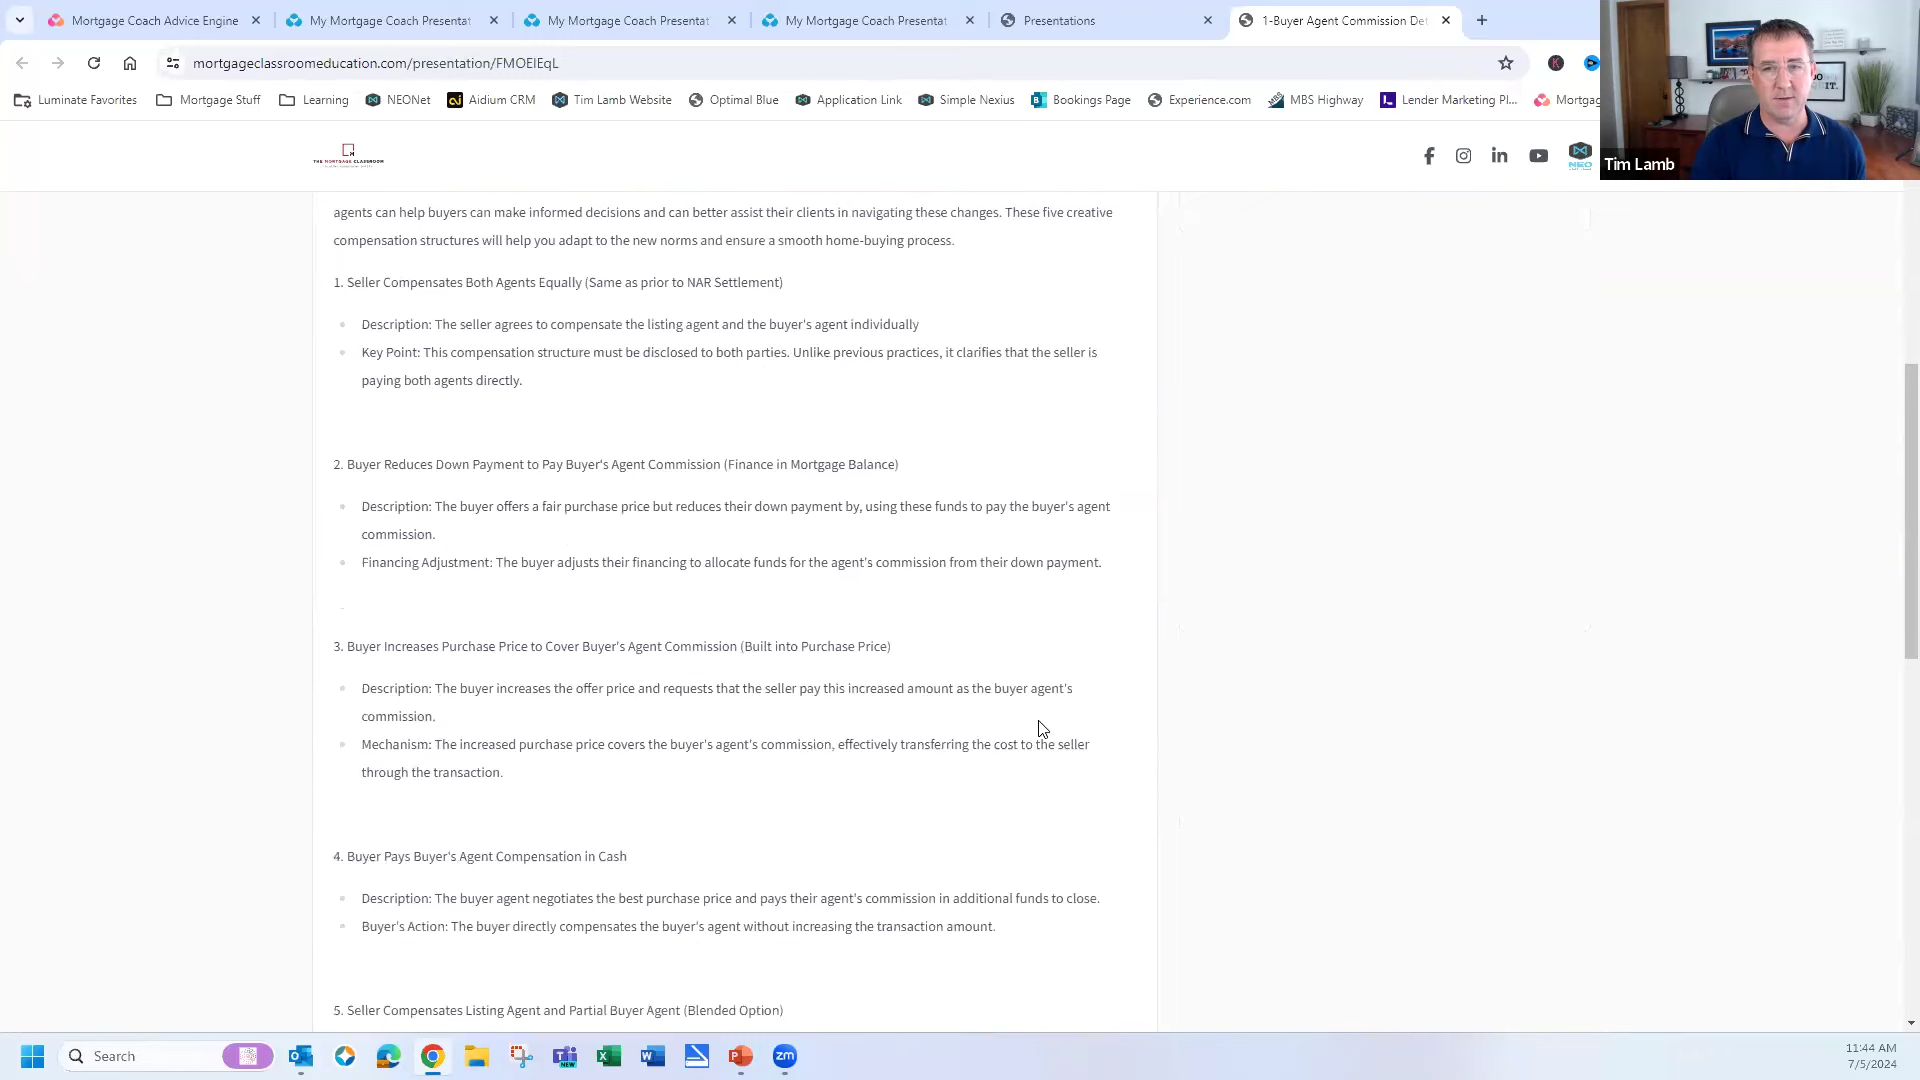 Mortgage Coach Advice Engine
My Mortgage Coach Presentat
My Mortgage Coach Presentat
My Mortgage Coach Presentat
Presentations
1-Buyer Agent Commission Det
mortgageclassroomeducation.com/presentation/FMOEIEqL
Luminate Favorites
Mortgage Stuff
Learning
NEONet
Aidium CRM
Tim Lamb Website
Optimal Blue
Application Link
Simple Nexius
Bookings Page
Experience.com
MBS Highway
Lender Marketing Pl...
Mortgag
THE MORTGAGE CLASSROOM
NEO
Tim Lamb
agents can help buyers can make informed decisions and can better assist their clients in navigating these changes. These five creative
compensation structures will help you adapt to the new norms and ensure a smooth home-buying process.
1. Seller Compensates Both Agents Equally (Same as prior to NAR Settlement)
Description: The seller agrees to compensate the listing agent and the buyer's agent individually
Key Point: This compensation structure must be disclosed to both parties. Unlike previous practices, it clarifies that the seller is
paying both agents directly.
2. Buyer Reduces Down Payment to Pay Buyer's Agent Commission (Finance in Mortgage Balance)
Description: The buyer offers a fair purchase price but reduces their down payment by, using these funds to pay the buyer's agent
commission.
Financing Adjustment: The buyer adjusts their financing to allocate funds for the agent's commission from their down payment.
3. Buyer Increases Purchase Price to Cover Buyer's Agent Commission (Built into Purchase Price)
Description: The buyer increases the offer price and requests that the seller pay this increased amount as the buyer agent's
commission.
Mechanism: The increased purchase price covers the buyer's agent's commission, effectively transferring the cost to the seller
through the transaction.
4. Buyer Pays Buyer's Agent Compensation in Cash
Description: The buyer agent negotiates the best purchase price and pays their agent's commission in additional funds to close.
Buyer's Action: The buyer directly compensates the buyer's agent without increasing the transaction amount.
5. Seller Compensates Listing Agent and Partial Buyer Agent (Blended Option)
Search
11:44 AM
7/5/2024